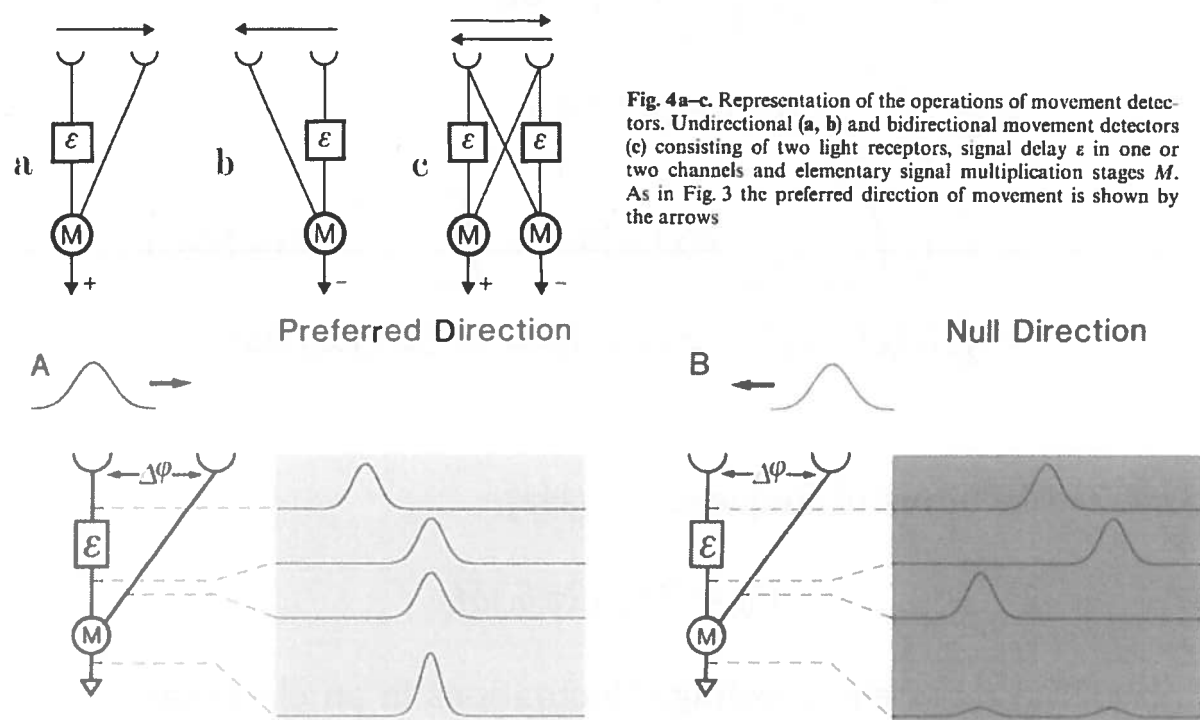 a
ε
M
+
b
ε
M
-
c
ε
ε
M
M
+
-
Fig. 4a–c. Representation of the operations of movement detec-
tors. Undirectional (a, b) and bidirectional movement detectors
(c) consisting of two light receptors, signal delay ε in one or
two channels and elementary signal multiplication stages M.
As in Fig. 3 the preferred direction of movement is shown by
the arrows
Preferred Direction
A
Δφ
ε
M
Null Direction
B
Δφ
ε
M